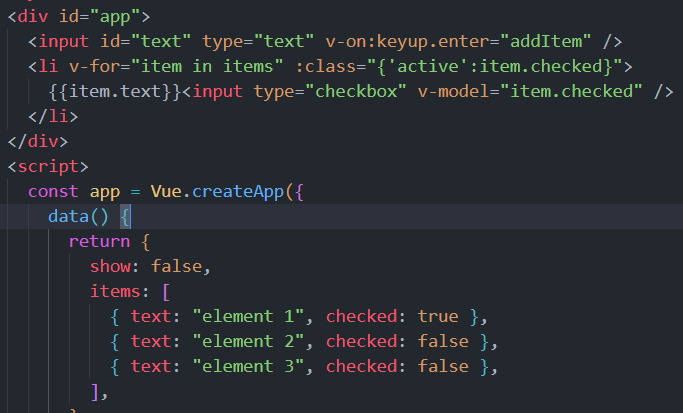 <div id="app">
<input id="text" type="text" v-on:keyup.enter="addItem" />
<li v-for="item in items" :class="{'active':item.checked}">
{{item.text}}<input type="checkbox" v-model="item.checked" />
</li>
</div>
<script>
const app = Vue.createApp({
data() {
return {
show: false,
items: [
{ text: "element 1", checked: true },
{ text: "element 2", checked: false },
{ text: "element 3", checked: false },
],